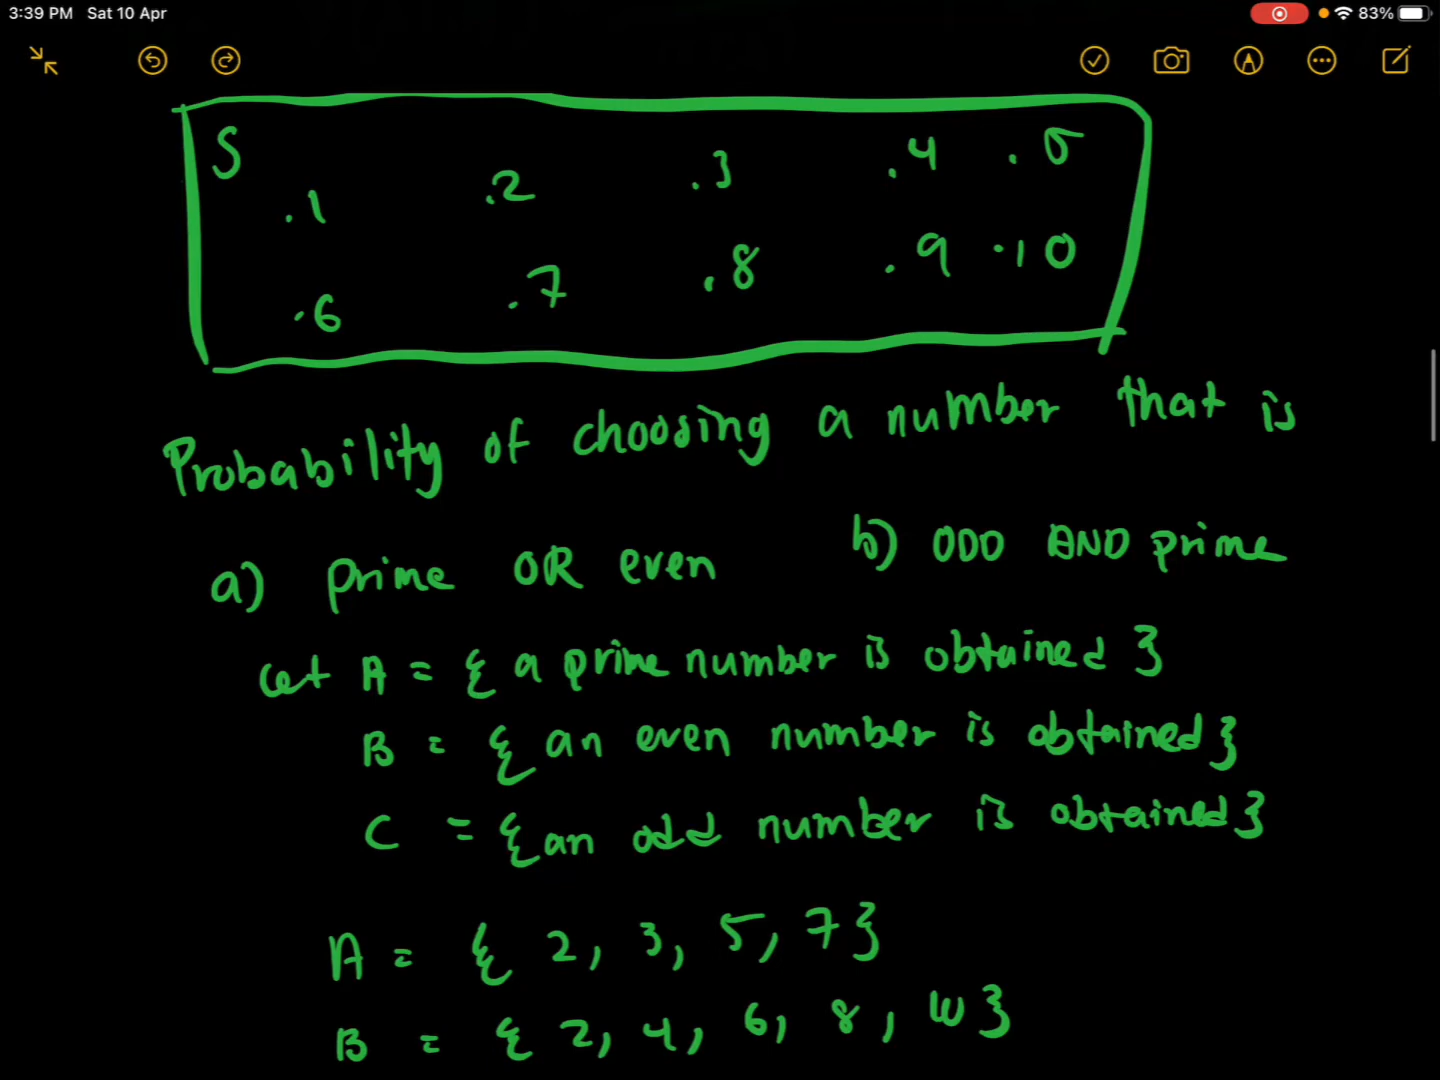 3:39 PM Sat 10 Apr 83%
S
.1 .2 .3 .4 .5
.6 .7 .8 .9 .10
Probability of choosing a number that is
a) prime OR even b) ODD AND prime
Let A = { a prime number is obtained }
B = { an even number is obtained }
C = { an odd number is obtained }
A = { 2, 3, 5, 7 }
B = { 2, 4, 6, 8, 10 }